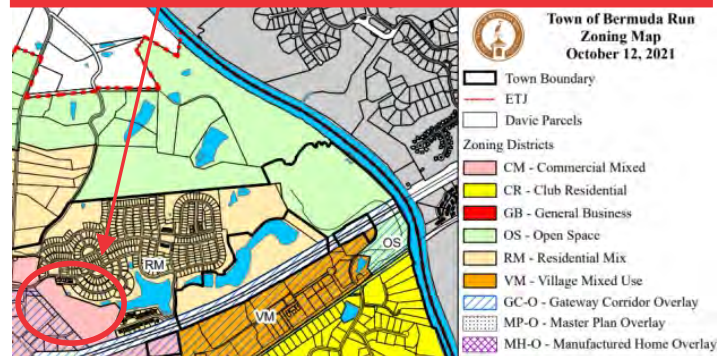 Town of Bermuda Run
Zoning Map
October 12, 2021
Town Boundary
ETJ
Davie Parcels
Zoning Districts
CM - Commercial Mixed
CR - Club Residential
GB - General Business
OS - Open Space
RM - Residential Mix
VM - Village Mixed Use
GC-O - Gateway Corridor Overlay
MP-O - Master Plan Overlay
MH-O - Manufactured Home Overlay
OS
RM
VM